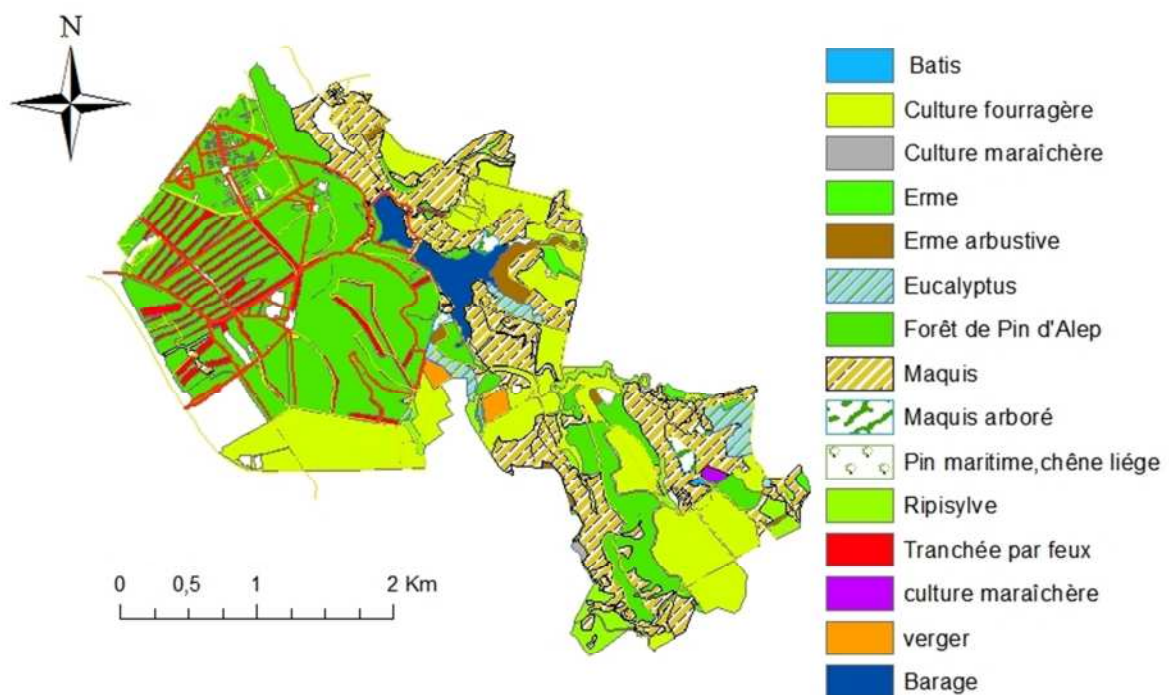 N
Batis
Culture fourragère
Culture maraîchère
Erme
Erme arbustive
Eucalyptus
Forêt de Pin d'Alep
Maquis
Maquis arboré
Pin maritime,chêne liége
Ripisylve
Tranchée par feux
culture maraîchère
verger
Barage
0 0,5 1 2 Km